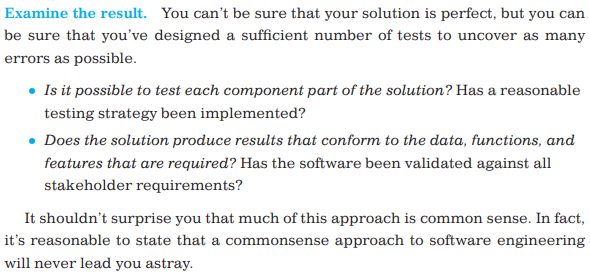 Examine the result. You can't be sure that your solution is perfect, but you can
be sure that you've designed a sufficient number of tests to uncover as many
errors as possible.
• Is it possible to test each component part of the solution? Has a reasonable
testing strategy been implemented?
• Does the solution produce results that conform to the data, functions, and
features that are required? Has the software been validated against all
stakeholder requirements?
It shouldn't surprise you that much of this approach is common sense. In fact,
it's reasonable to state that a commonsense approach to software engineering
will never lead you astray.